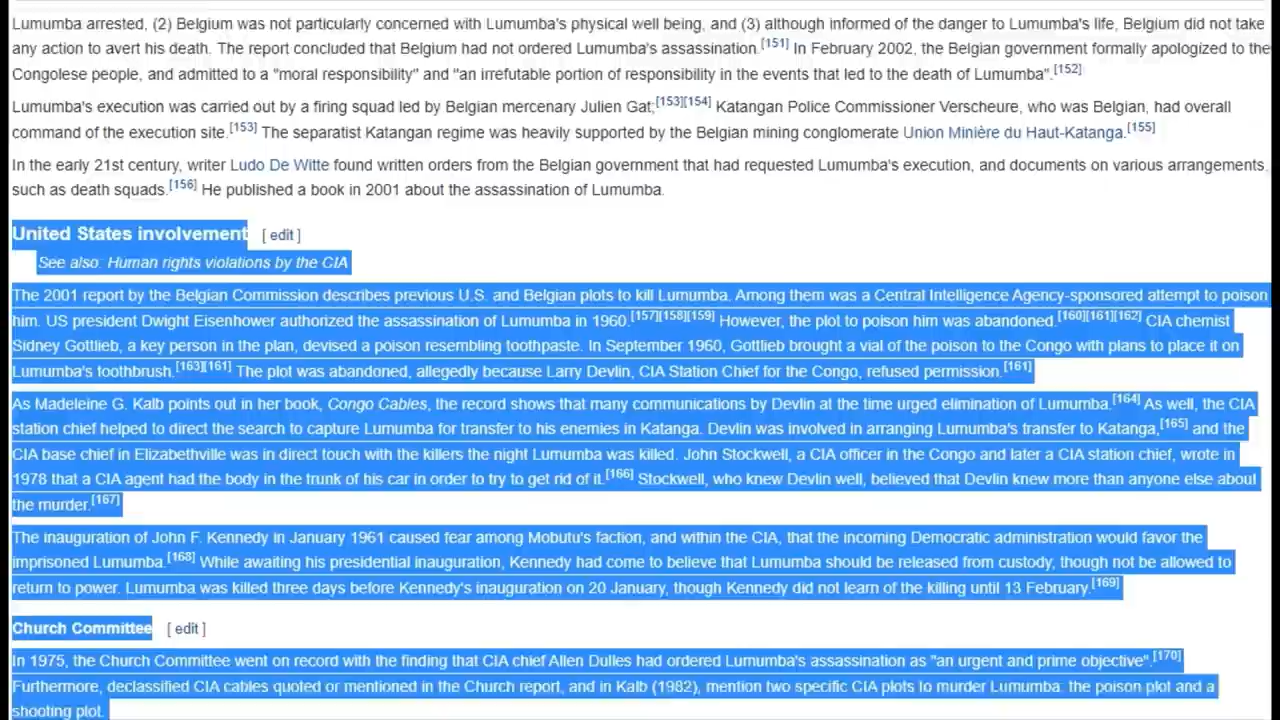 Lumumba arrested, (2) Belgium was not particularly concerned with Lumumba's physical well being, and (3) although informed of the danger to Lumumba's life, Belgium did not take
any action to avert his death. The report concluded that Belgium had not ordered Lumumba's assassination.[151] In February 2002, the Belgian government formally apologized to the
Congolese people, and admitted to a "moral responsibility" and "an irrefutable portion of responsibility in the events that led to the death of Lumumba".[152]
Lumumba's execution was carried out by a firing squad led by Belgian mercenary Julien Gat;[153][154] Katangan Police Commissioner Verscheure, who was Belgian, had overall
command of the execution site.[153] The separatist Katangan regime was heavily supported by the Belgian mining conglomerate Union Minière du Haut-Katanga.[155]
In the early 21st century, writer Ludo De Witte found written orders from the Belgian government that had requested Lumumba's execution, and documents on various arrangements,
such as death squads.[156] He published a book in 2001 about the assassination of Lumumba.
United States involvement [ edit ]
See also: Human rights violations by the CIA
The 2001 report by the Belgian Commission describes previous U.S. and Belgian plots to kill Lumumba. Among them was a Central Intelligence Agency-sponsored attempt to poison
him. US president Dwight Eisenhower authorized the assassination of Lumumba in 1960.[157][158][159] However, the plot to poison him was abandoned.[160][161][162] CIA chemist
Sidney Gottlieb, a key person in the plan, devised a poison resembling toothpaste. In September 1960, Gottlieb brought a vial of the poison to the Congo with plans to place it on
Lumumba's toothbrush.[163][161] The plot was abandoned, allegedly because Larry Devlin, CIA Station Chief for the Congo, refused permission.[161]
As Madeleine G. Kalb points out in her book, Congo Cables, the record shows that many communications by Devlin at the time urged elimination of Lumumba.[164] As well, the CIA
station chief helped to direct the search to capture Lumumba for transfer to his enemies in Katanga. Devlin was involved in arranging Lumumba's transfer to Katanga,[165] and the
CIA base chief in Elizabethville was in direct touch with the killers the night Lumumba was killed. John Stockwell, a CIA officer in the Congo and later a CIA station chief, wrote in
1978 that a CIA agent had the body in the trunk of his car in order to try to get rid of it.[166] Stockwell, who knew Devlin well, believed that Devlin knew more than anyone else about
the murder.[167]
The inauguration of John F. Kennedy in January 1961 caused fear among Mobutu's faction, and within the CIA, that the incoming Democratic administration would favor the
imprisoned Lumumba.[168] While awaiting his presidential inauguration, Kennedy had come to believe that Lumumba should be released from custody, though not be allowed to
return to power. Lumumba was killed three days before Kennedy's inauguration on 20 January, though Kennedy did not learn of the killing until 13 February.[169]
Church Committee [ edit ]
In 1975, the Church Committee went on record with the finding that CIA chief Allen Dulles had ordered Lumumba's assassination as "an urgent and prime objective".[170]
Furthermore, declassified CIA cables quoted or mentioned in the Church report, and in Kalb (1982), mention two specific CIA plots to murder Lumumba: the poison plot and a
shooting plot.